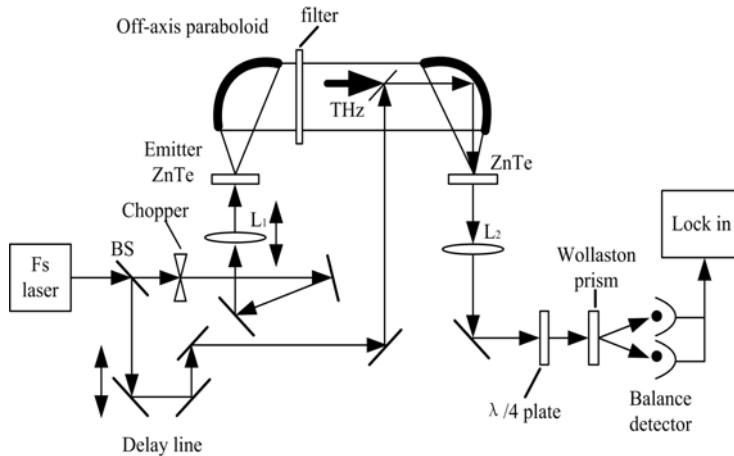 filter
Off-axis paraboloid
THz
Emitter
ZnTe
ZnTe
Chopper
L1
L2
Lock in
BS
Fs
laser
Wollaston
prism
λ/4 plate
Balance
detector
Delay line